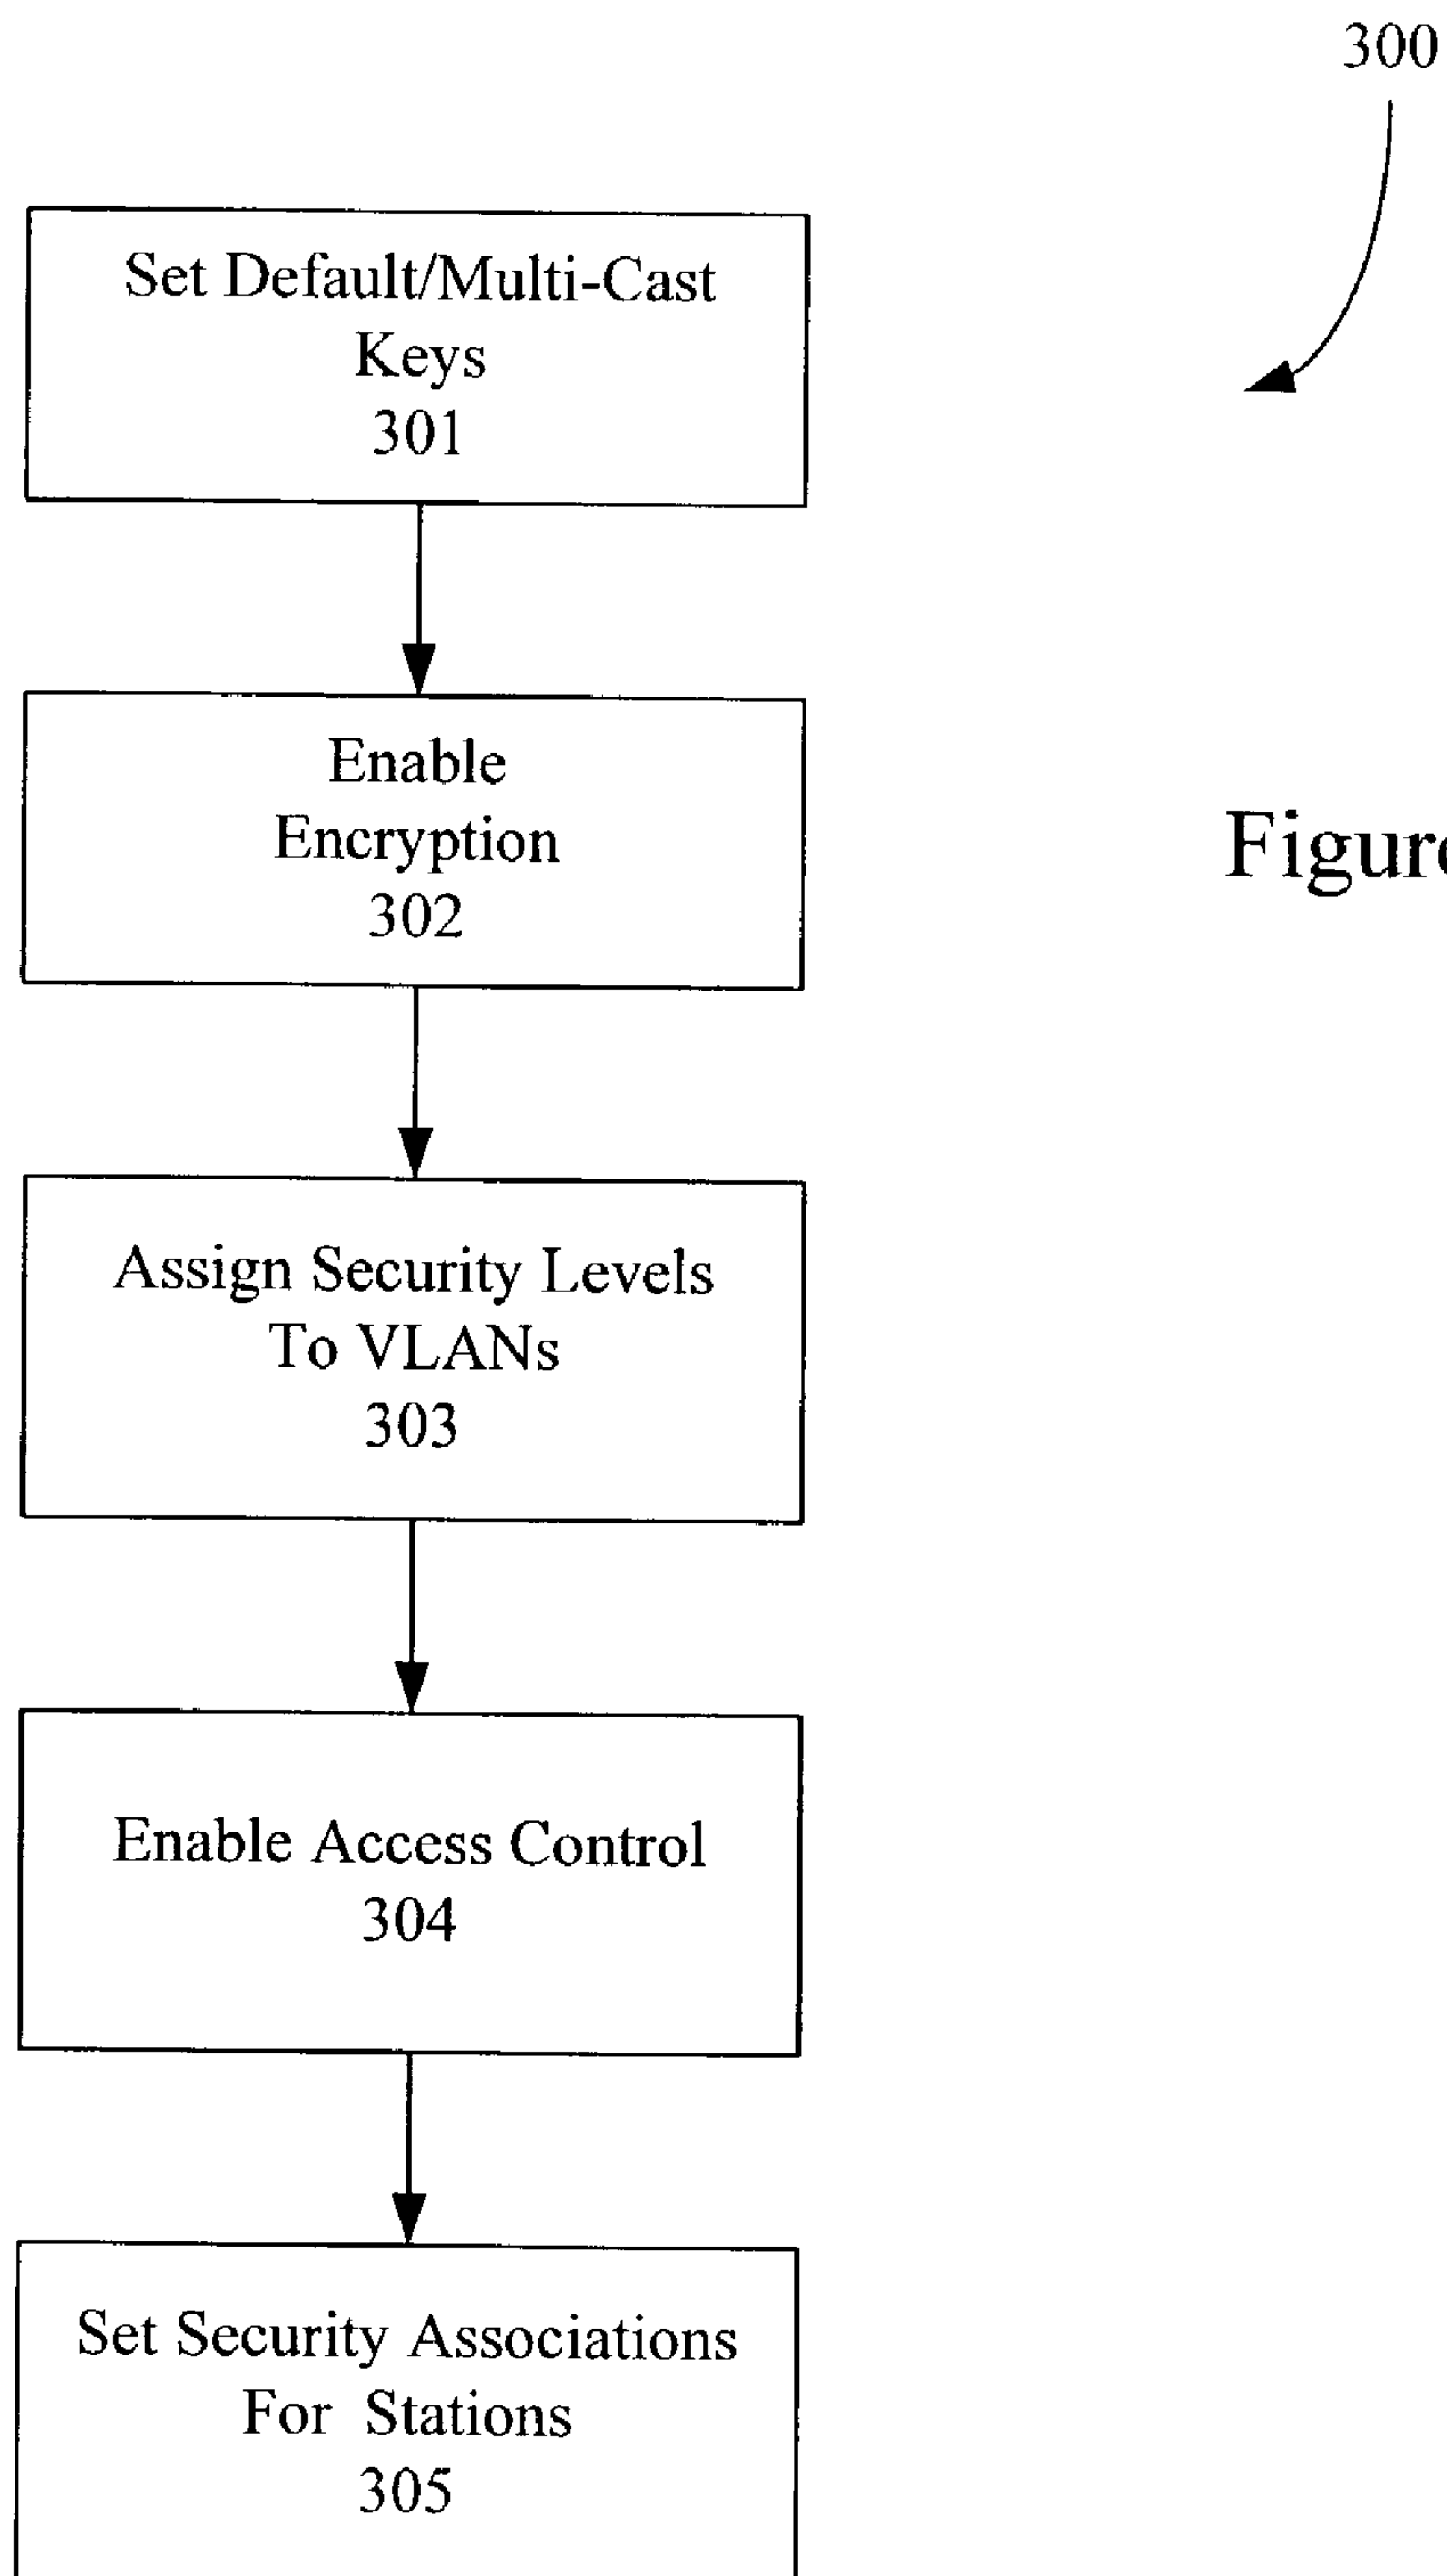 300
Set Default/Multi-Cast
Keys
301
Enable
Encryption
302
Figure
Assign Security Levels
To VLANs
303
Enable Access Control
304
Set Security Associations
For Stations
305